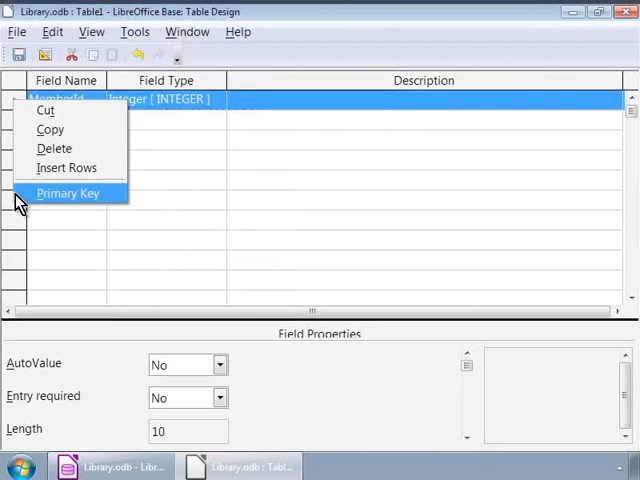 Library.odb : Table1 - LibreOffice Base: Table Design
File Edit View Tools Window Help
Field Name Field Type Description
MemberId Integer [ INTEGER ]
Cut
Copy
Delete
Insert Rows
Primary Key
Field Properties
AutoValue No
Entry required No
Length 10
Library.odb - Libr... Library.odb : Tabl...